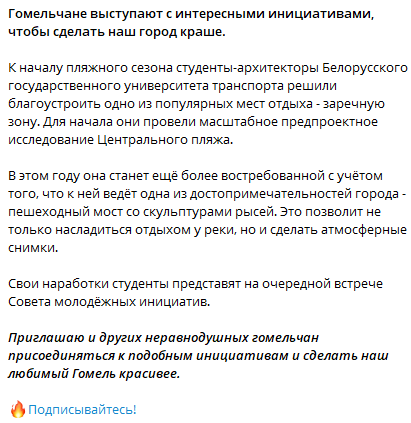 Гомельчане выступают с интересными инициативами,
чтобы сделать наш город краше.
К началу пляжного сезона студенты-архитекторы Белорусского
государственного университета транспорта решили
благоустроить одно из популярных мест отдыха - заречную
зону. Для начала они провели масштабное предпроектное
исследование Центрального пляжа.
В этом году она станет ещё более востребованной с учётом
того, что к ней ведёт одна из достопримечательностей города -
пешеходный мост со скульптурами рысей. Это позволит не
только насладиться отдыхом у реки, но и сделать атмосферные
снимки.
Свои наработки студенты представят на очередной встрече
Совета молодёжных инициатив.
Приглашаю и других неравнодушных гомельчан
присоединяться к подобным инициативам и сделать наш
любимый Гомель красивее.
🔥Подписывайтесь!